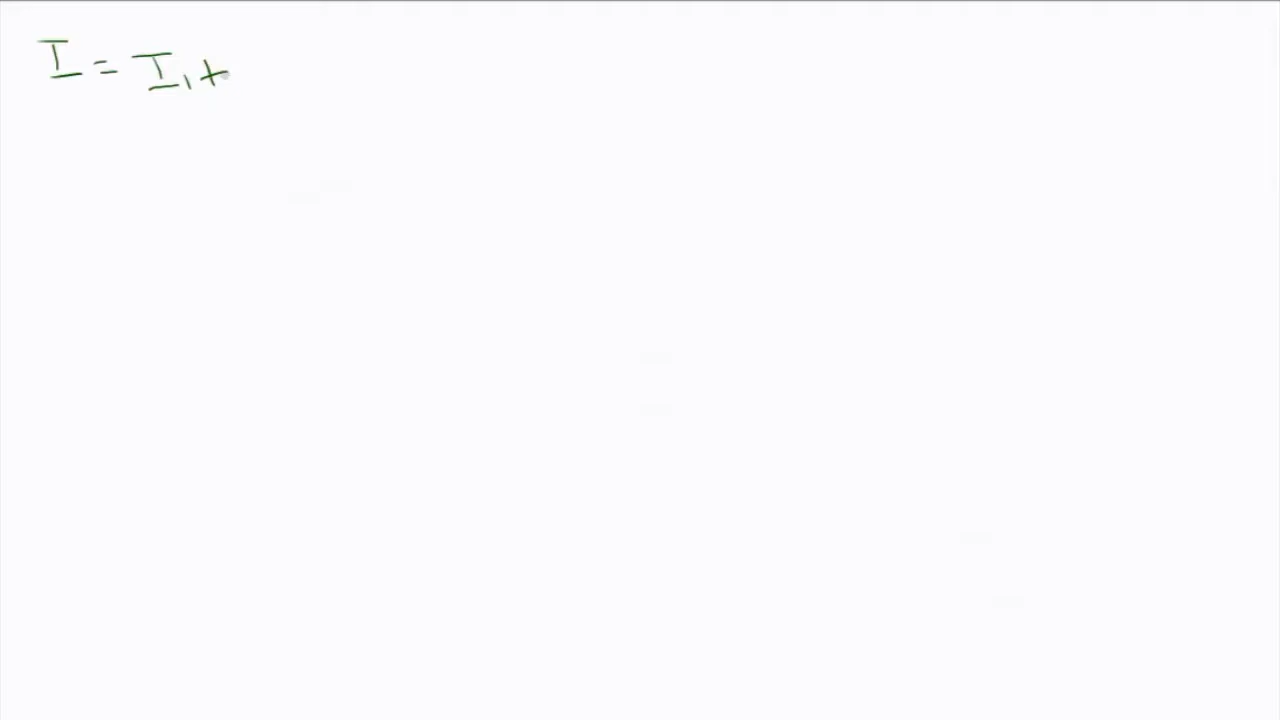 I = I₁ +